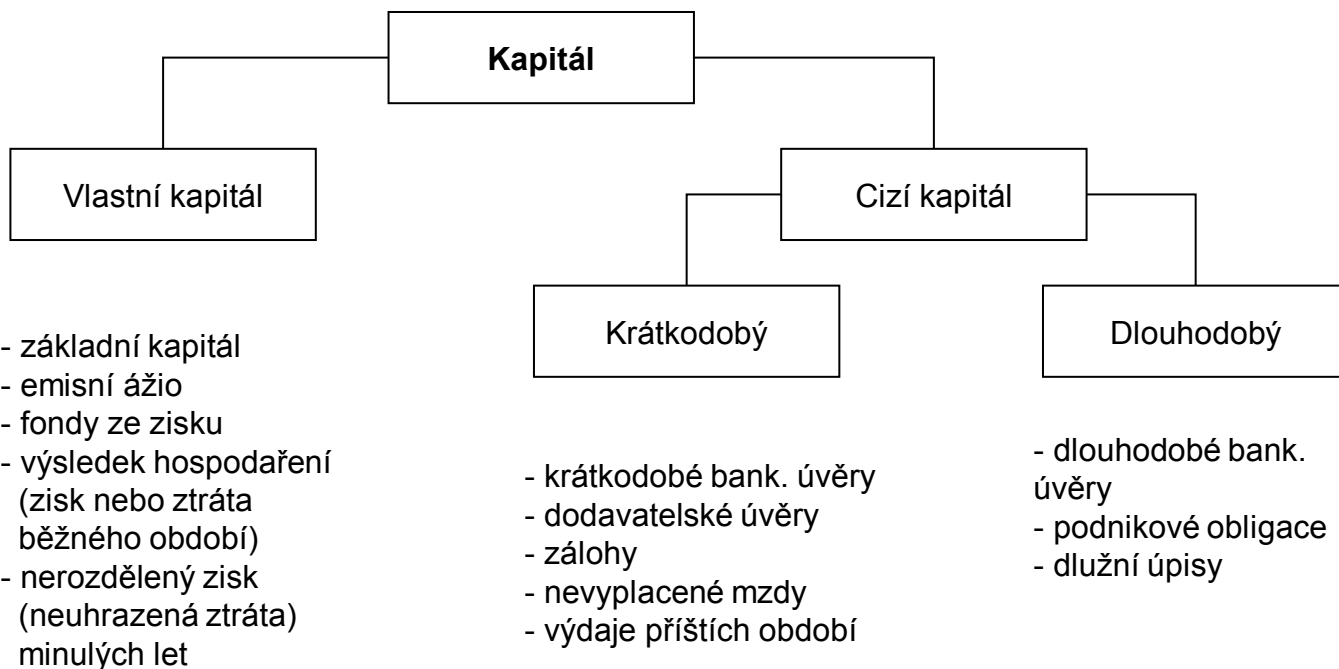 Kapitál
Vlastní kapitál
Cizí kapitál
Krátkodobý
Dlouhodobý
- základní kapitál
- emisní ážio
- fondy ze zisku
- výsledek hospodaření
(zisk nebo ztráta
běžného období)
- nerozdělený zisk
(neuhrazená ztráta)
minulých let
- krátkodobé bank. úvěry
- dodavatelské úvěry
- zálohy
- nevyplacené mzdy
- výdaje příštích období
- dlouhodobé bank.
úvěry
- podnikové obligace
- dlužní úpisy